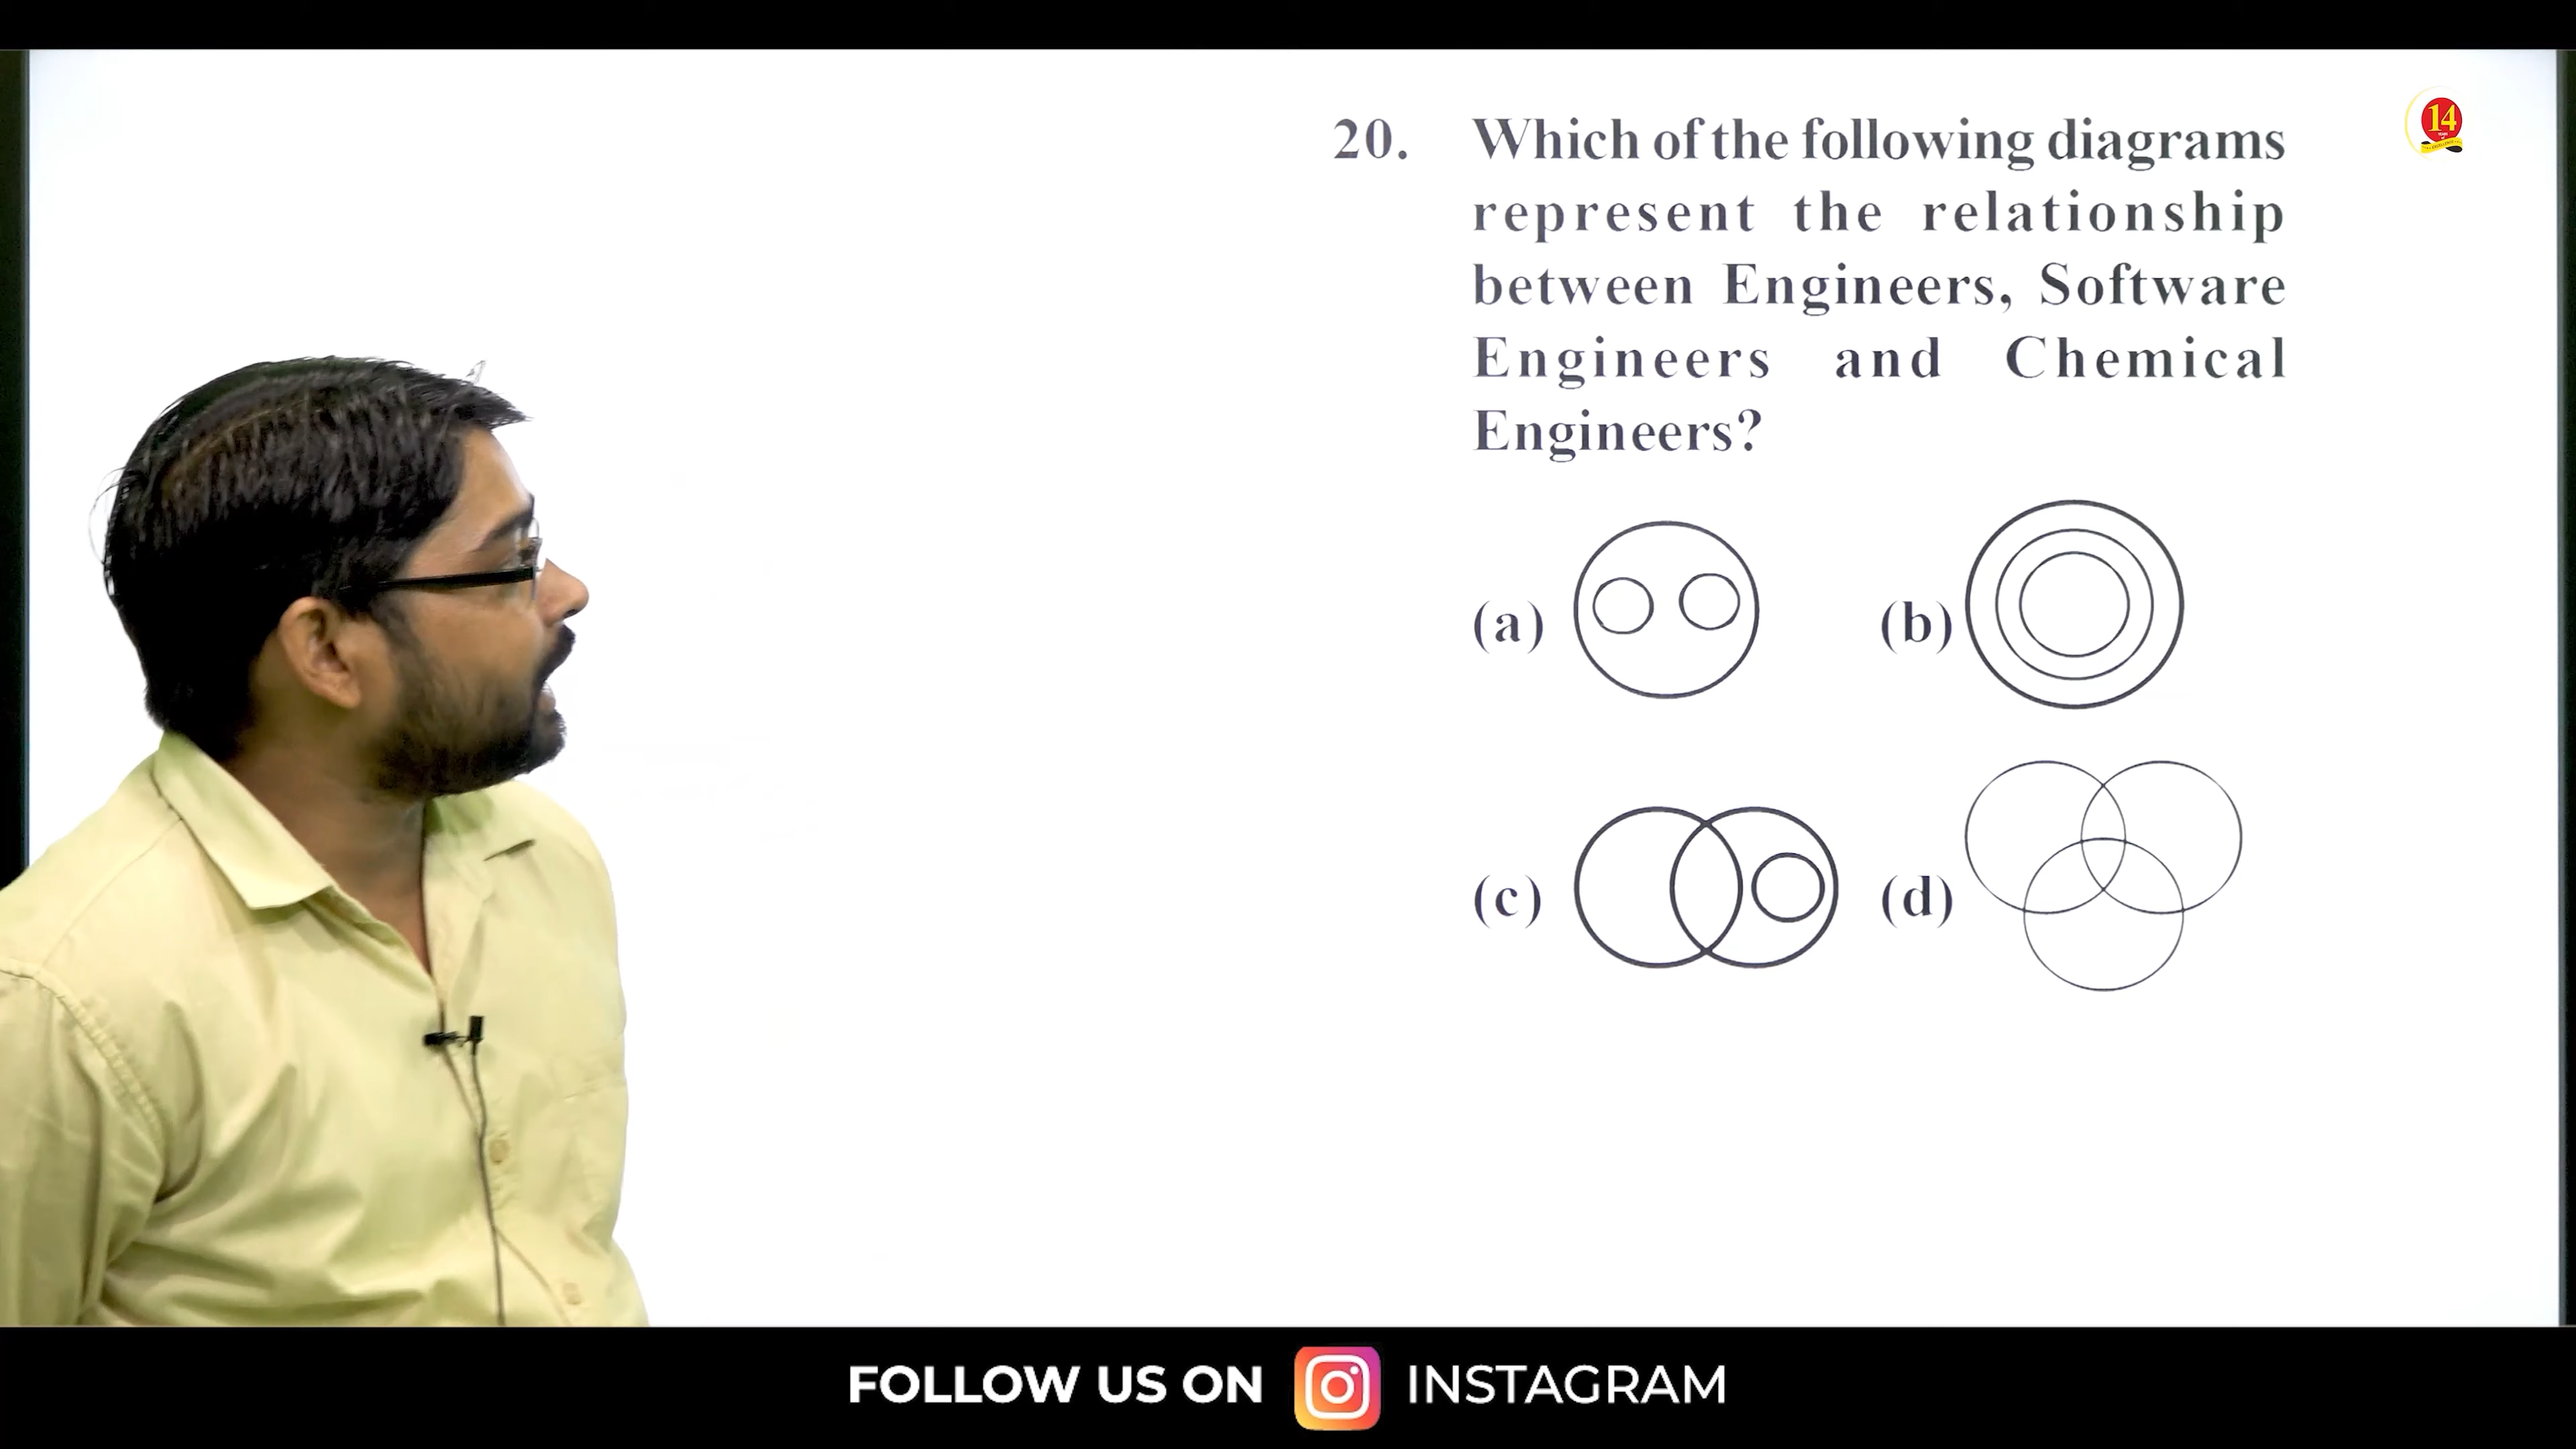 14
20. Which of the following diagrams
represent the relationship
between Engineers, Software
Engineers and Chemical
Engineers?
(a) (b)
(c) (d)
FOLLOW US ON INSTAGRAM